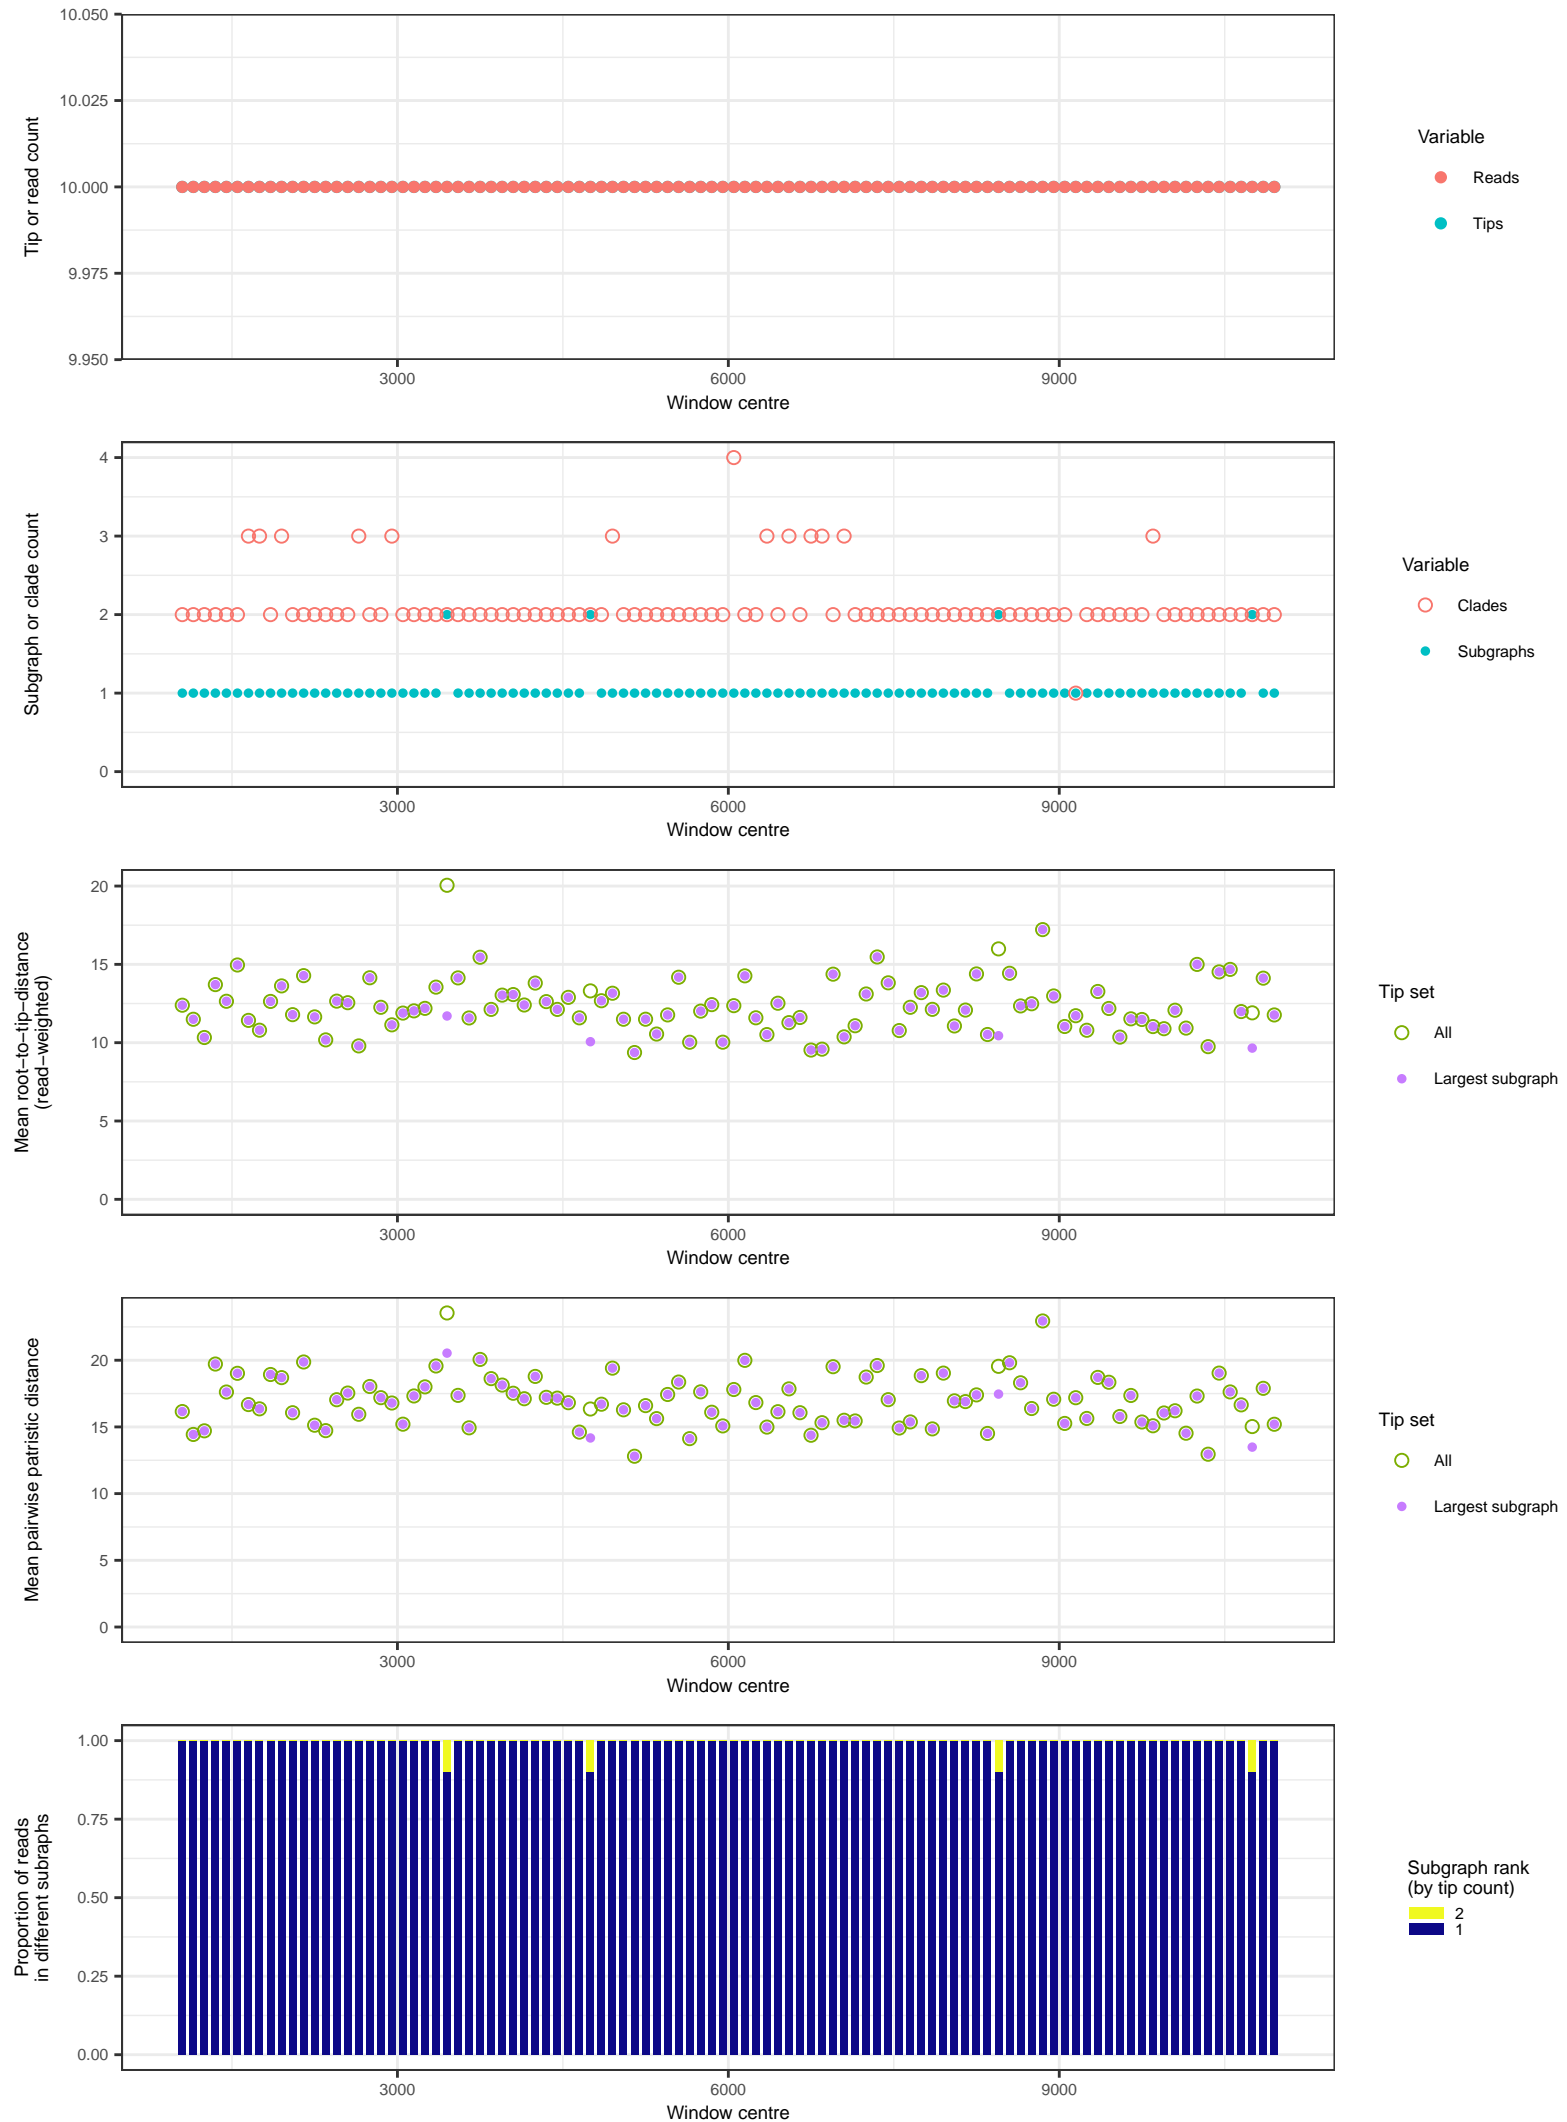 10.050
10.025
10.000
9.975
9.950
Tip or read count
3000
6000
9000
Window centre
Variable
Reads
Tips
4
3
2
1
0
Subgraph or clade count
3000
6000
9000
Window centre
Variable
Clades
Subgraphs
20
15
10
5
0
Mean root−to−tip−distance
(read−weighted)
3000
6000
9000
Window centre
Tip set
All
Largest subgraph
20
15
10
5
0
Mean pairwise patristic distance
3000
6000
9000
Window centre
Tip set
All
Largest subgraph
1.00
0.75
0.50
0.25
0.00
Proportion of reads
in different subraphs
3000
6000
9000
Window centre
Subgraph rank
(by tip count)
2
1